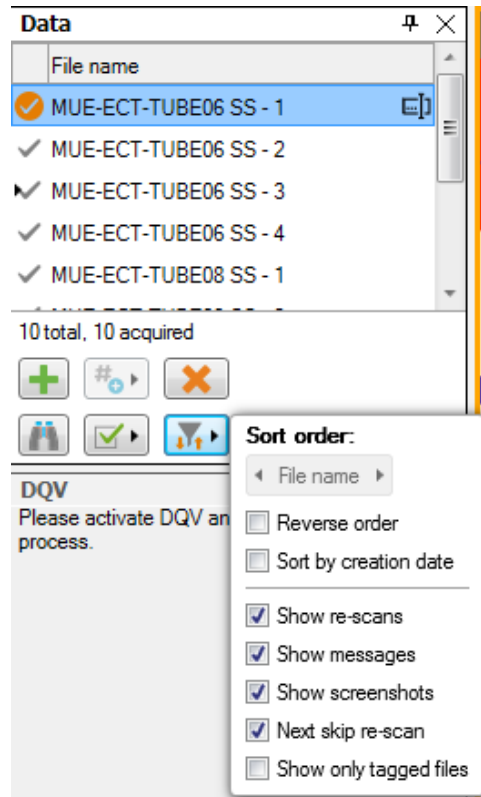 Data
File name
MUE-ECT-TUBE06 SS - 1
MUE-ECT-TUBE06 SS - 2
MUE-ECT-TUBE06 SS - 3
MUE-ECT-TUBE06 SS - 4
MUE-ECT-TUBE08 SS - 1
10 total, 10 acquired
#
Sort order:
File name
Reverse order
Sort by creation date
Show re-scans
Show messages
Show screenshots
Next skip re-scan
Show only tagged files
DQV
Please activate DQV an
process.